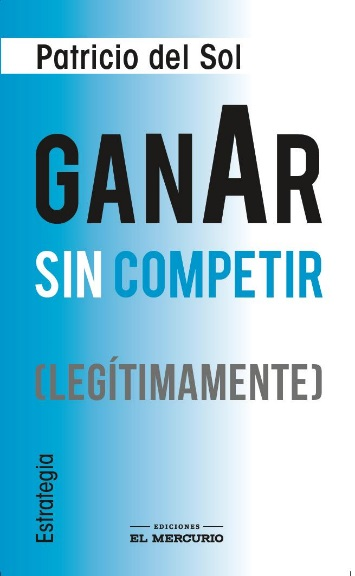 Patricio del Sol
GANAR
SIN COMPETIR
(LEGÍTIMAMENTE)
Estrategia
EDICIONES
EL MERCURIO